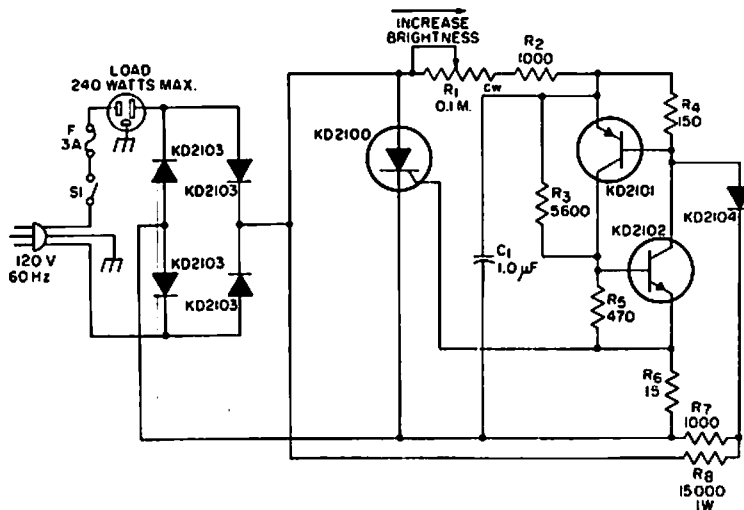 INCREASE
BRIGHTNESS
LOAD
240 WATTS MAX.
F
3A
S1
120 V
60 Hz
KD2103
KD2103
KD2103
KD2103
KD2100
R1
0.1 M.
CW
R2
1000
R3
5600
C1
1.0 µF
KD2101
R4
150
KD2102
KD2104
R5
470
R6
15
R7
1000
R8
15000
1W